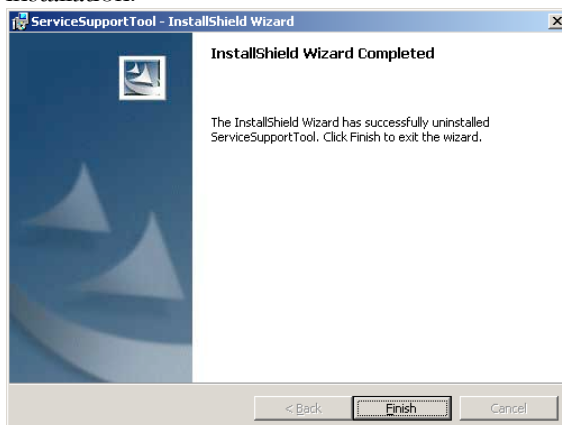 installation.
ServiceSupportTool - InstallShield Wizard
InstallShield Wizard Completed
The InstallShield Wizard has successfully uninstalled
ServiceSupportTool. Click Finish to exit the wizard.
< Back Finish Cancel